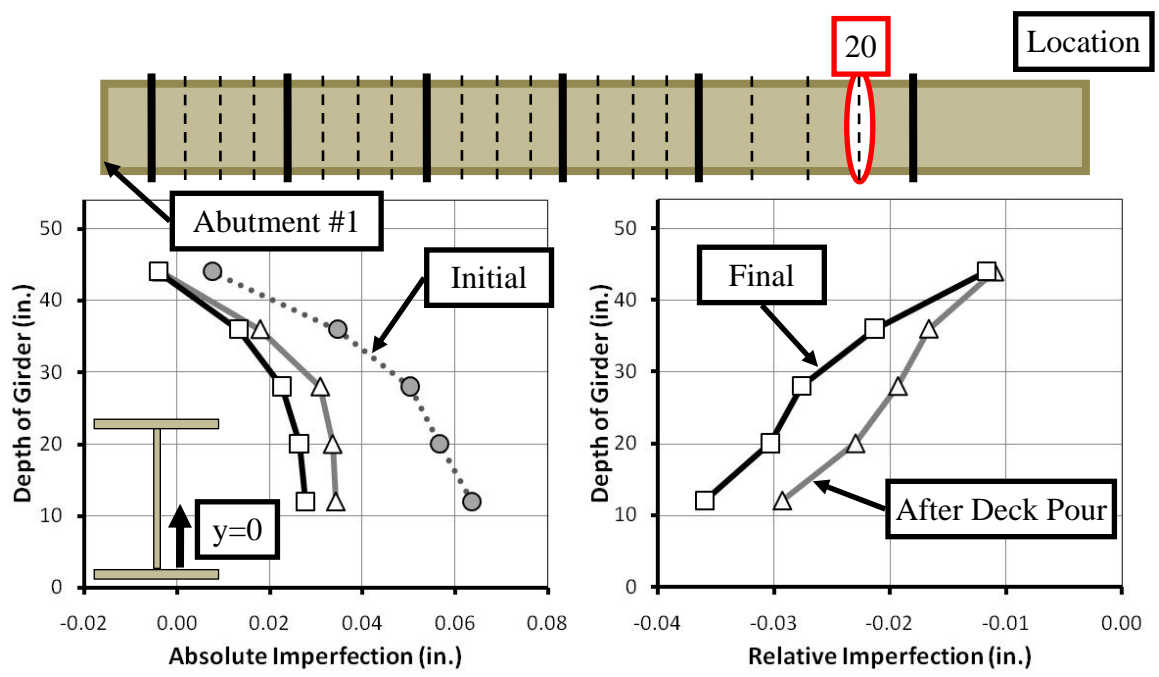 20
Location
Abutment #1
Initial
Final
After Deck Pour
y=0
Depth of Girder (in.)
50
40
30
20
10
0
-0.02 0.00 0.02 0.04 0.06 0.08
Absolute Imperfection (in.)
Depth of Girder (in.)
50
40
30
20
10
0
-0.04 -0.03 -0.02 -0.01 0.00
Relative Imperfection (in.)